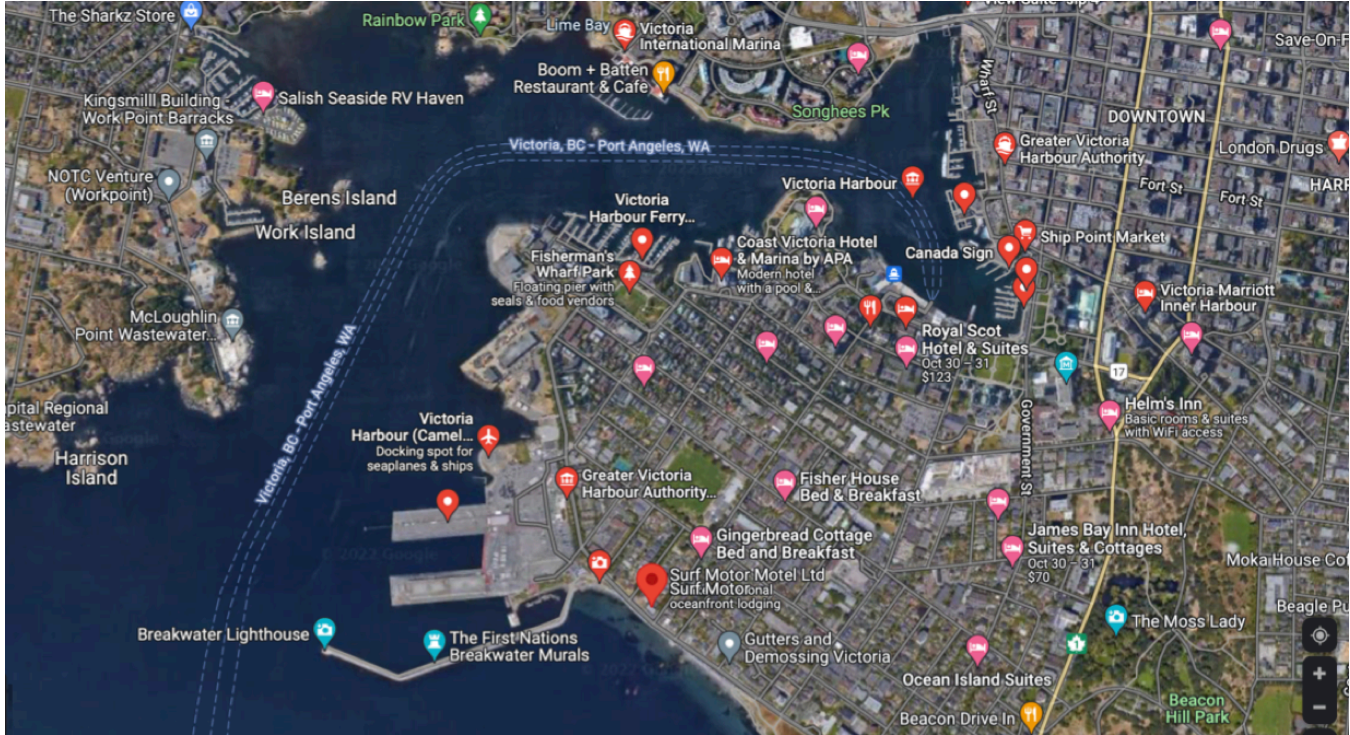 The Sharkz Store
Rainbow Park
Lime Bay
Victoria
International Marina
Save-On-F
Boom + Batten
Restaurant & Cafe
Wharf St
Kingsmill Building -
Work Point Barracks
Salish Seaside RV Haven
Songhees Pk
DOWNTOWN
NOTC Venture
(Workpoint)
Victoria, BC - Port Angeles, WA
Greater Victoria
Harbour Authority
London Drugs
HARR
Fort St
Fort St
Berens Island
Work Island
Victoria Harbour
Victoria
Harbour Ferry...
Coast Victoria Hotel
& Marina by APA
Modern hotel
with a pool &...
Canada Sign
Ship Point Market
Fisherman's
Wharf Park
Floating pier with
seals & food vendors
Victoria Marriott
Inner Harbour
McLoughlin
Point Wastewater...
Royal Scot
Hotel & Suites
Oct 30 – 31
$123
17
Victoria, BC - Port Angeles, WA
Capital Regional
Wastewater
Harrison
Island
Victoria
Harbour (Camel...
Docking spot for
seaplanes & ships
Government St
Helm's Inn
Basic rooms & suites
with WiFi access
Greater Victoria
Harbour Authority...
Fisher House
Bed & Breakfast
Gingerbread Cottage
Bed and Breakfast
James Bay Inn Hotel,
Suites & Cottages
Oct 30 – 31
$70
Moka House Cof
Surf Motor Motel Ltd
Surf Motor
oceanfront lodging
Beagle Pu
The Moss Lady
Breakwater Lighthouse
The First Nations
Breakwater Murals
Gutters and
Demossing Victoria
1
Ocean Island Suites
Beacon
Hill Park
Beacon Drive In